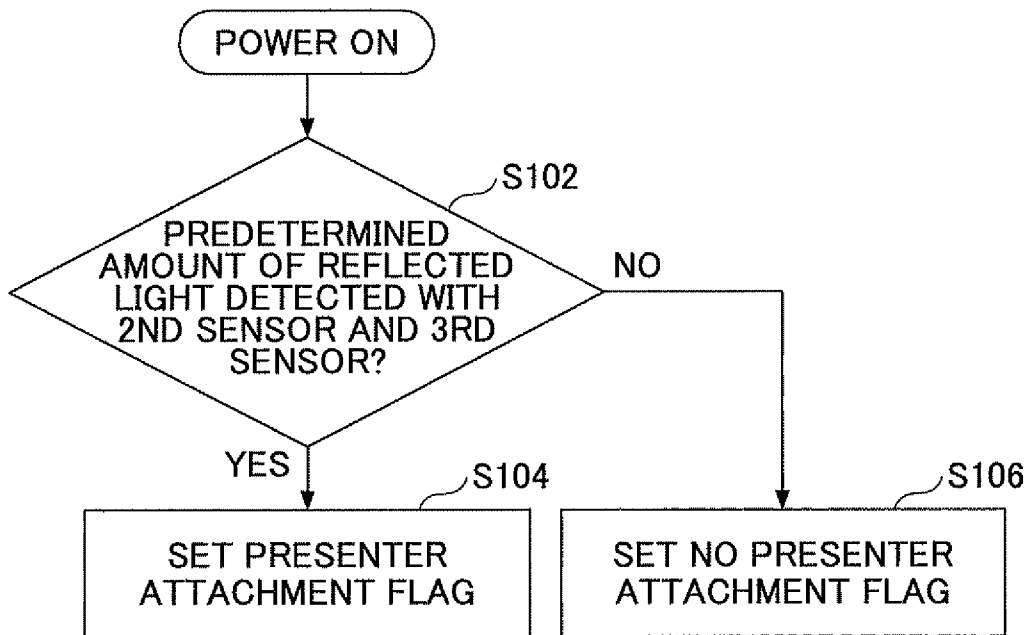 POWER ON
S102
PREDETERMINED
AMOUNT OF REFLECTED
LIGHT DETECTED WITH
2ND SENSOR AND 3RD
SENSOR?
NO
YES
S104
S106
SET PRESENTER
ATTACHMENT FLAG
SET NO PRESENTER
ATTACHMENT FLAG